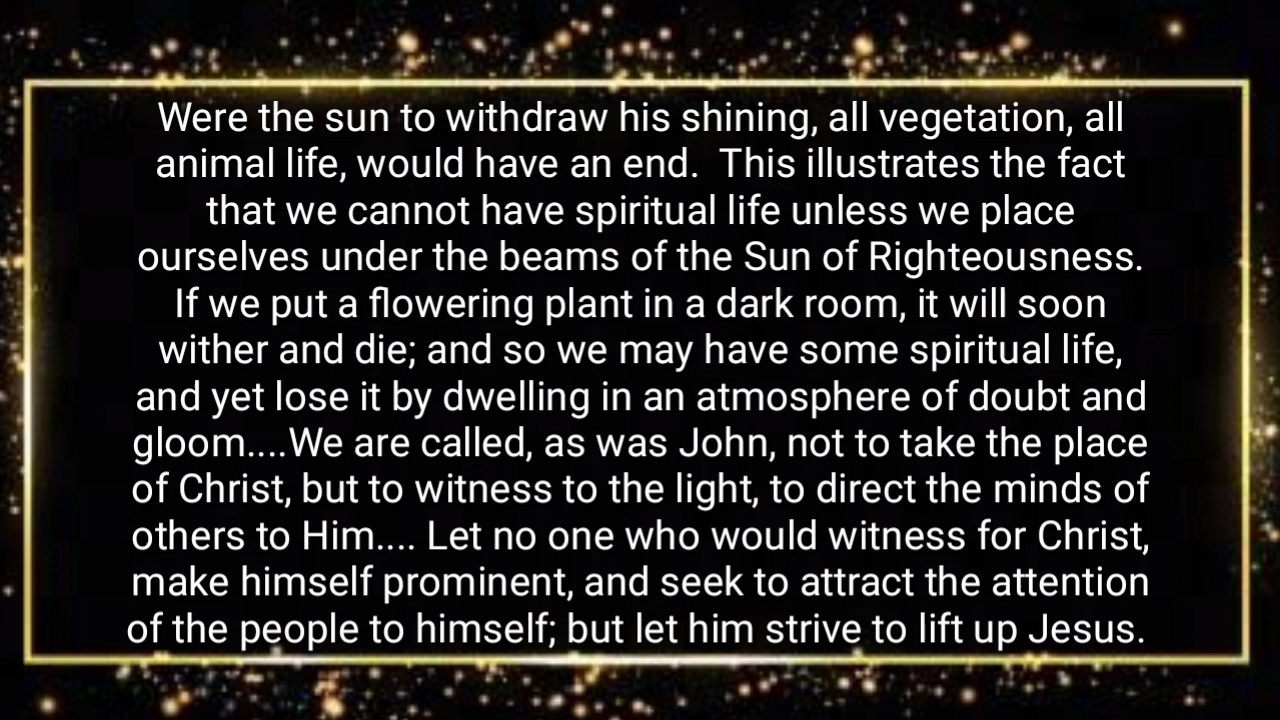 Were the sun to withdraw his shining, all vegetation, all
animal life, would have an end.  This illustrates the fact
that we cannot have spiritual life unless we place
ourselves under the beams of the Sun of Righteousness.
If we put a flowering plant in a dark room, it will soon
wither and die; and so we may have some spiritual life,
and yet lose it by dwelling in an atmosphere of doubt and
gloom....We are called, as was John, not to take the place
of Christ, but to witness to the light, to direct the minds of
others to Him.... Let no one who would witness for Christ,
make himself prominent, and seek to attract the attention
of the people to himself; but let him strive to lift up Jesus.